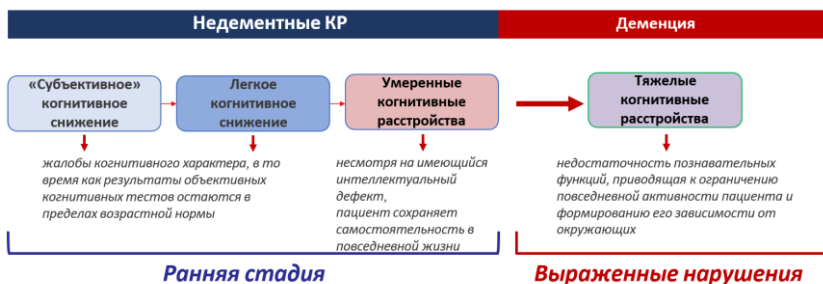 Недементные КР
Деменция
«Субъективное»
когнитивное
снижение
Легкое
когнитивное
снижение
Умеренные
когнитивные
расстройства
Тяжелые
когнитивные
расстройства
жалобы когнитивного характера, в то
время как результаты объективных
когнитивных тестов остаются в
пределах возрастной нормы
несмотря на имеющийся
интеллектуальный
дефект,
пациент сохраняет
самостоятельность в
повседневной жизни
недостаточность познавательных
функций, приводящая к ограничению
повседневной активности пациента и
формированию его зависимости от
окружающих
Ранняя стадия
Выраженные нарушения